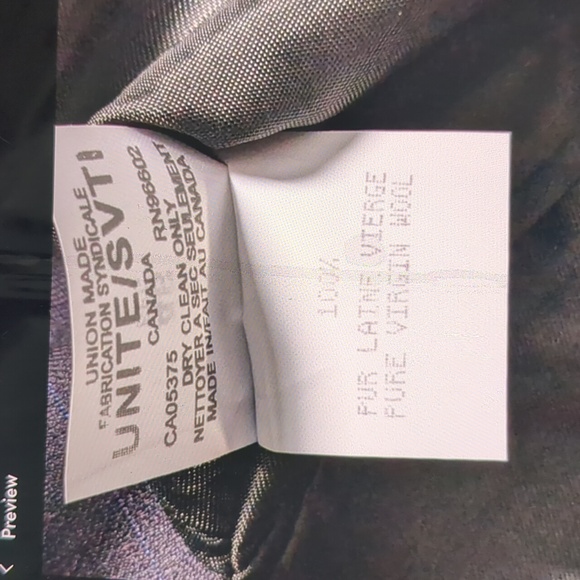 UNION MADE
FABRICATION SYNDICALE
UNITE/SVTI
CANADA RN96602
CA05375
DRY CLEAN ONLY
NETTOYER A SEC SEULEMENT
MADE IN/FAIT AU CANADA
100%
PUR LAINE VIERGE
PURE VIRGIN WOOL
Preview